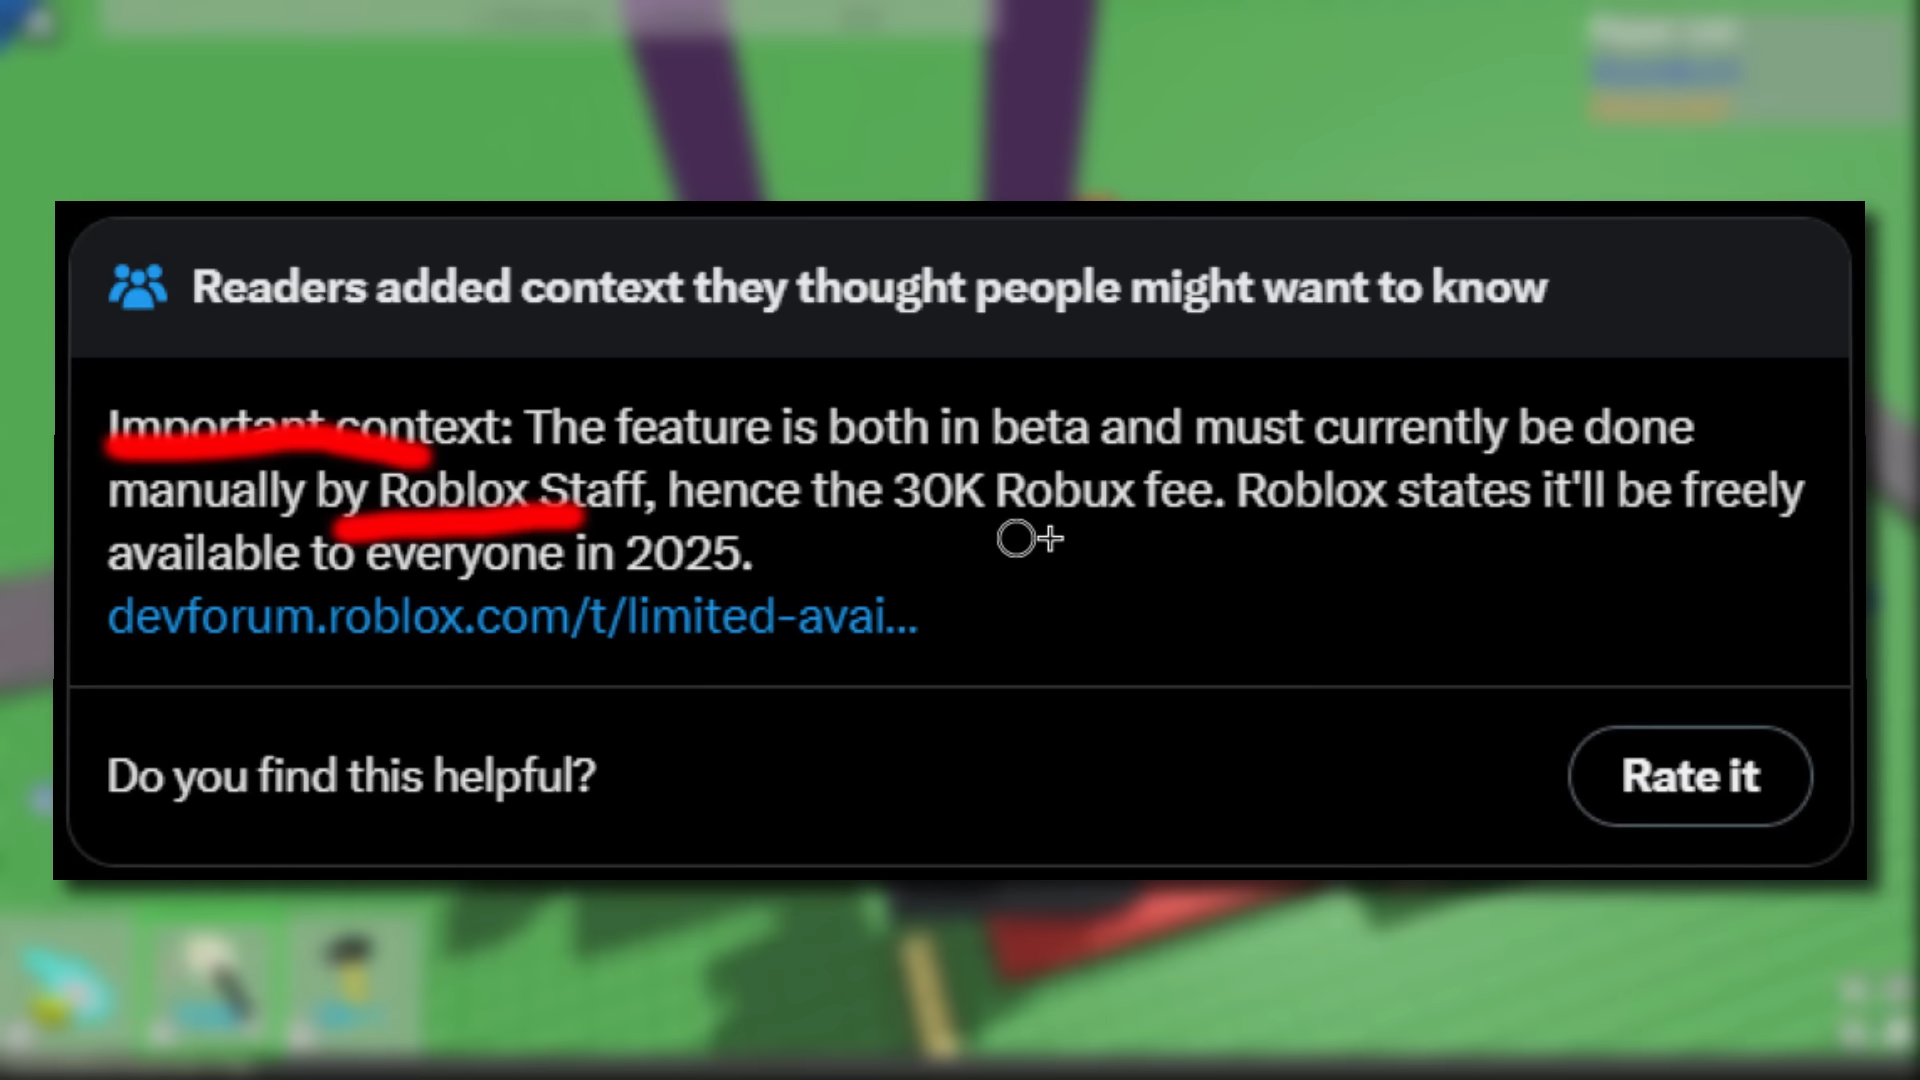 Readers added context they thought people might want to know
Important context: The feature is both in beta and must currently be done
manually by Roblox Staff, hence the 30K Robux fee. Roblox states it'll be freely
available to everyone in 2025.
devforum.roblox.com/t/limited-avai...
Do you find this helpful?
Rate it